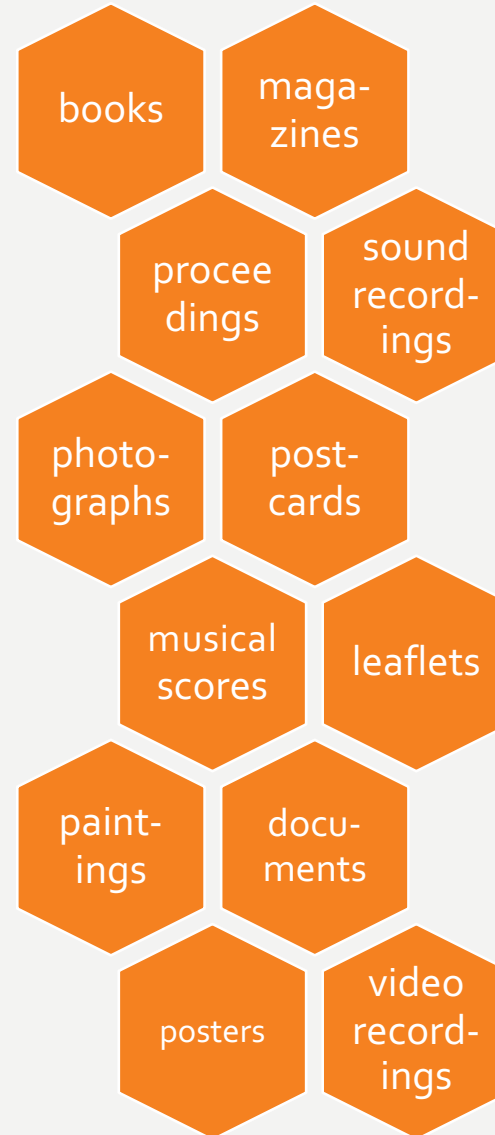 books
maga-
zines
procee
dings
sound
record-
ings
photo-
graphs
post-
cards
musical
scores
leaflets
paint-
ings
docu-
ments
posters
video
record-
ings